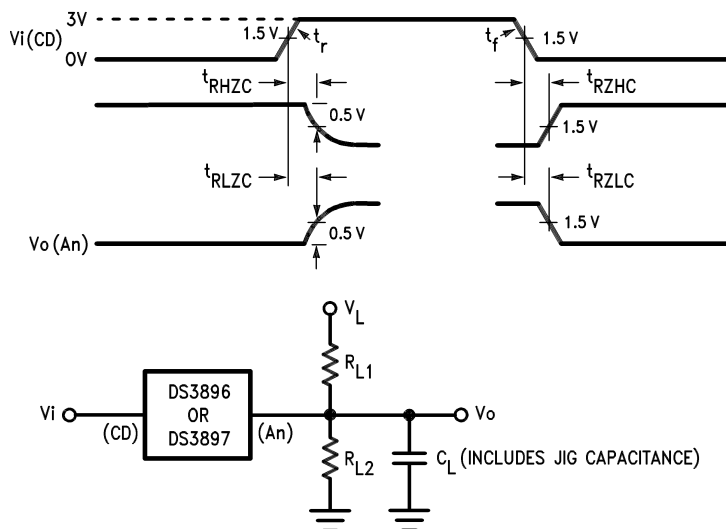 3V
Vi(CD)
0V
1.5 V
tr
tf
1.5 V
tRHZC
0.5 V
tRZHC
1.5 V
tRLZC
0.5 V
tRZLC
1.5 V
Vo(An)
VL
RL1
Vi
(CD)
DS3896
OR
DS3897
(An)
Vo
RL2
CL (INCLUDES JIG CAPACITANCE)